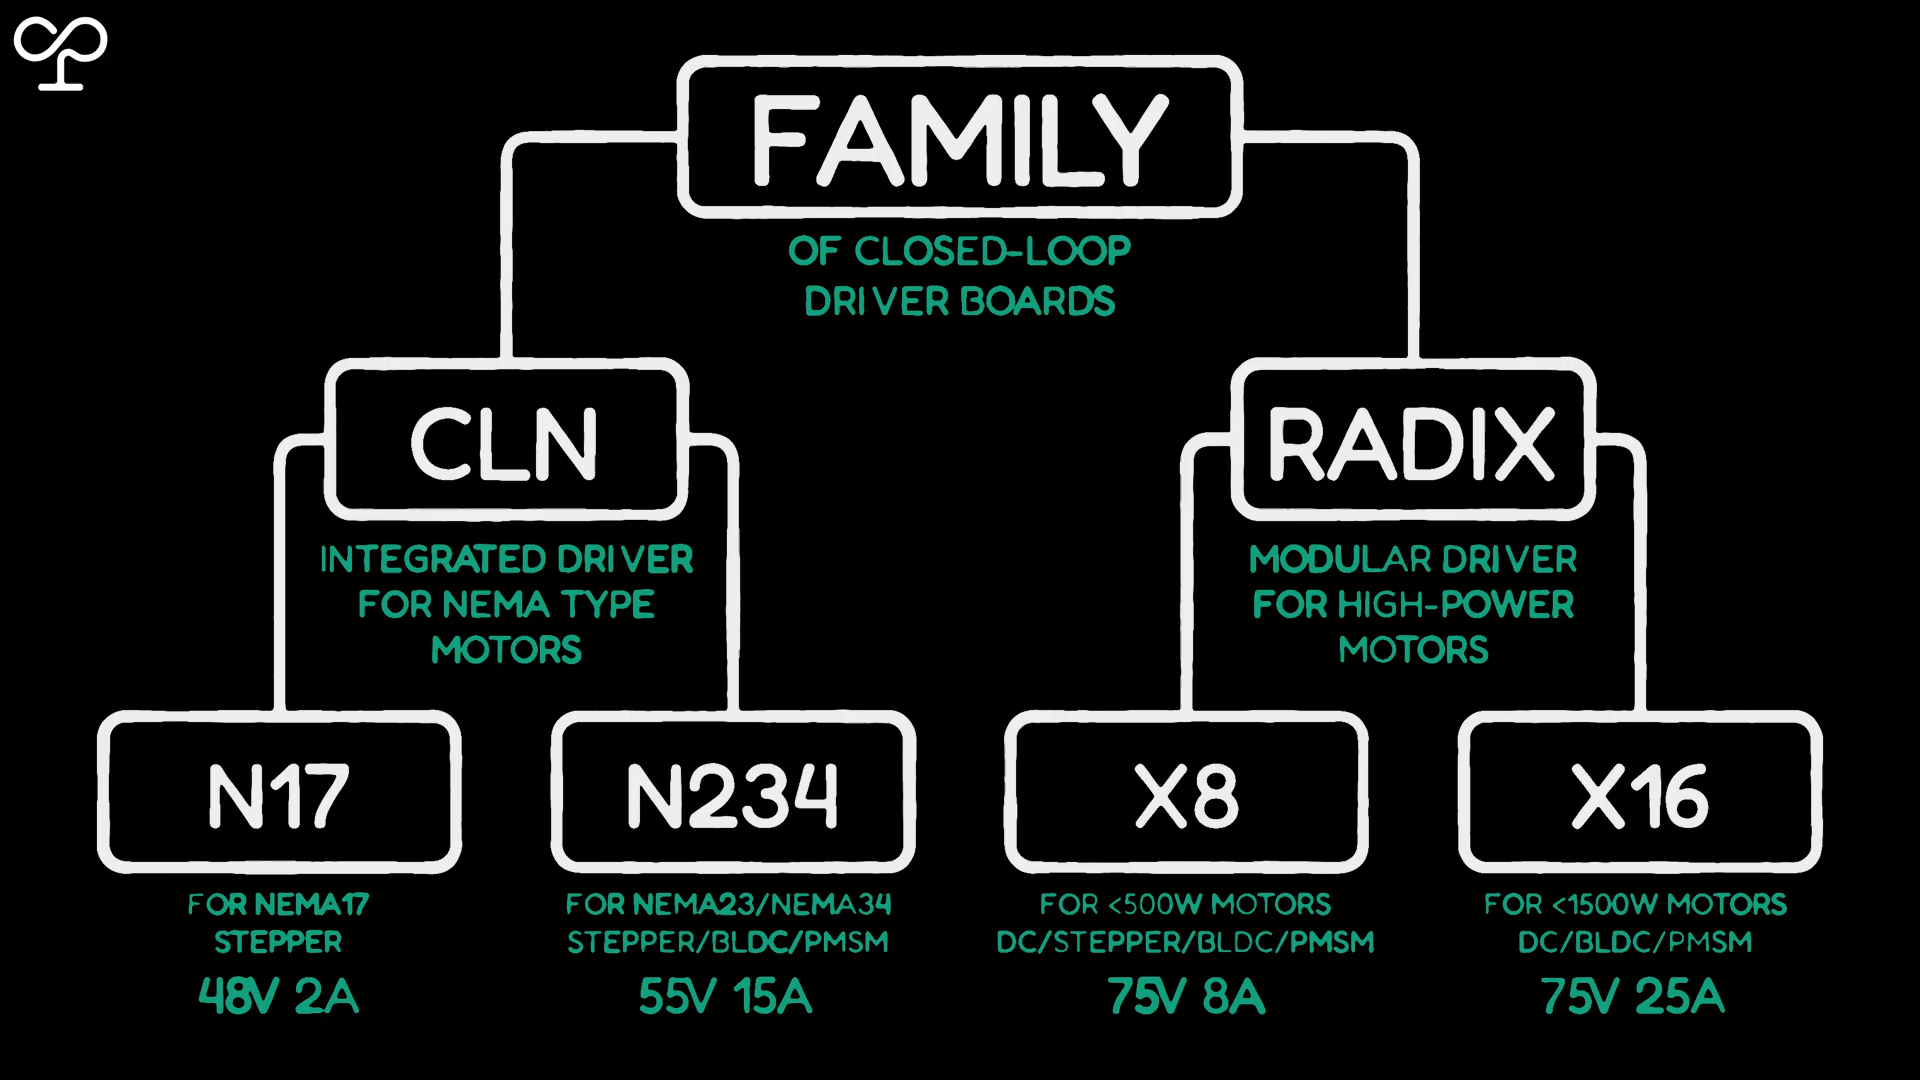 FAMILY
OF CLOSED-LOOP
DRIVER BOARDS
CLN
INTEGRATED DRIVER
FOR NEMA TYPE
MOTORS
RADIX
MODULAR DRIVER
FOR HIGH-POWER
MOTORS
N17
FOR NEMA17
STEPPER
48V 2A
N234
FOR NEMA23/NEMA34
STEPPER/BLDC/PMSM
55V 15A
X8
FOR <500W MOTORS
DC/STEPPER/BLDC/PMSM
75V 8A
X16
FOR <1500W MOTORS
DC/BLDC/PMSM
75V 25A